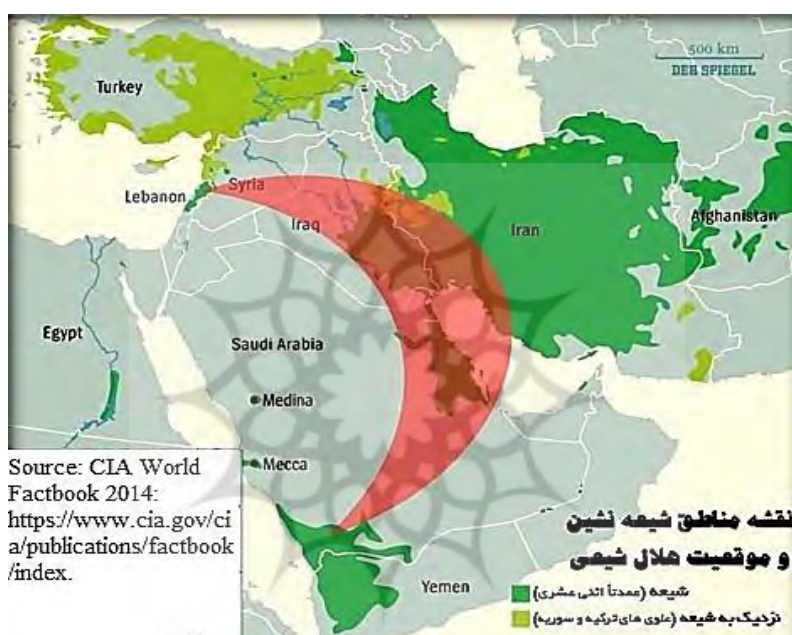 500 km
DER SPIEGEL
Turkey
Lebanon
Syria
Iraq
Iran
Afghanistan
Egypt
Saudi Arabia
Medina
Mecca
Yemen
Source: CIA World
Factbook 2014:
https://www.cia.gov/ci
a/publications/factbook
/index.
نقشه مناطق شیعه نشین
و موقعیت هلال شیعی
شیعه (عمدتاً اثنی عشری)
نزدیک به شیعه (علوی های ترکیه و سوریه)